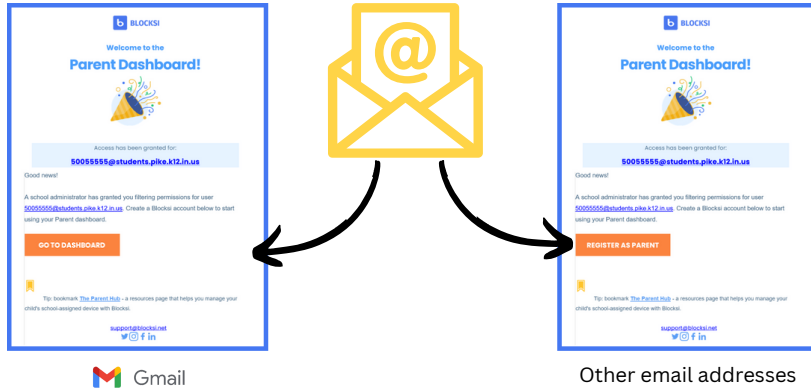 BLOCKSI
Welcome to the
Parent Dashboard!
Access has been granted for:
50055555@students.pike.k12.in.us
Good news!
A school administrator has granted you filtering permissions for user
50055555@students.pike.k12.in.us. Create a Blocksi account below to start
using your Parent dashboard.
GO TO DASHBOARD
Tip: bookmark The Parent Hub - a resources page that helps you manage your
child's school-assigned device with Blocksi.
support@blocksi.net
Gmail
@
BLOCKSI
Welcome to the
Parent Dashboard!
Access has been granted for:
50055555@students.pike.k12.in.us
Good news!
A school administrator has granted you filtering permissions for user
50055555@students.pike.k12.in.us. Create a Blocksi account below to start
using your Parent dashboard.
REGISTER AS PARENT
Tip: bookmark The Parent Hub - a resources page that helps you manage your
child's school-assigned device with Blocksi.
support@blocksi.net
Other email addresses